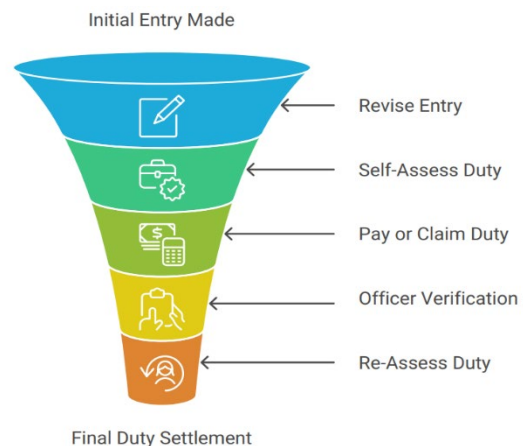 Initial Entry Made
Revise Entry
Self-Assess Duty
$
Pay or Claim Duty
Officer Verification
Re-Assess Duty
Final Duty Settlement